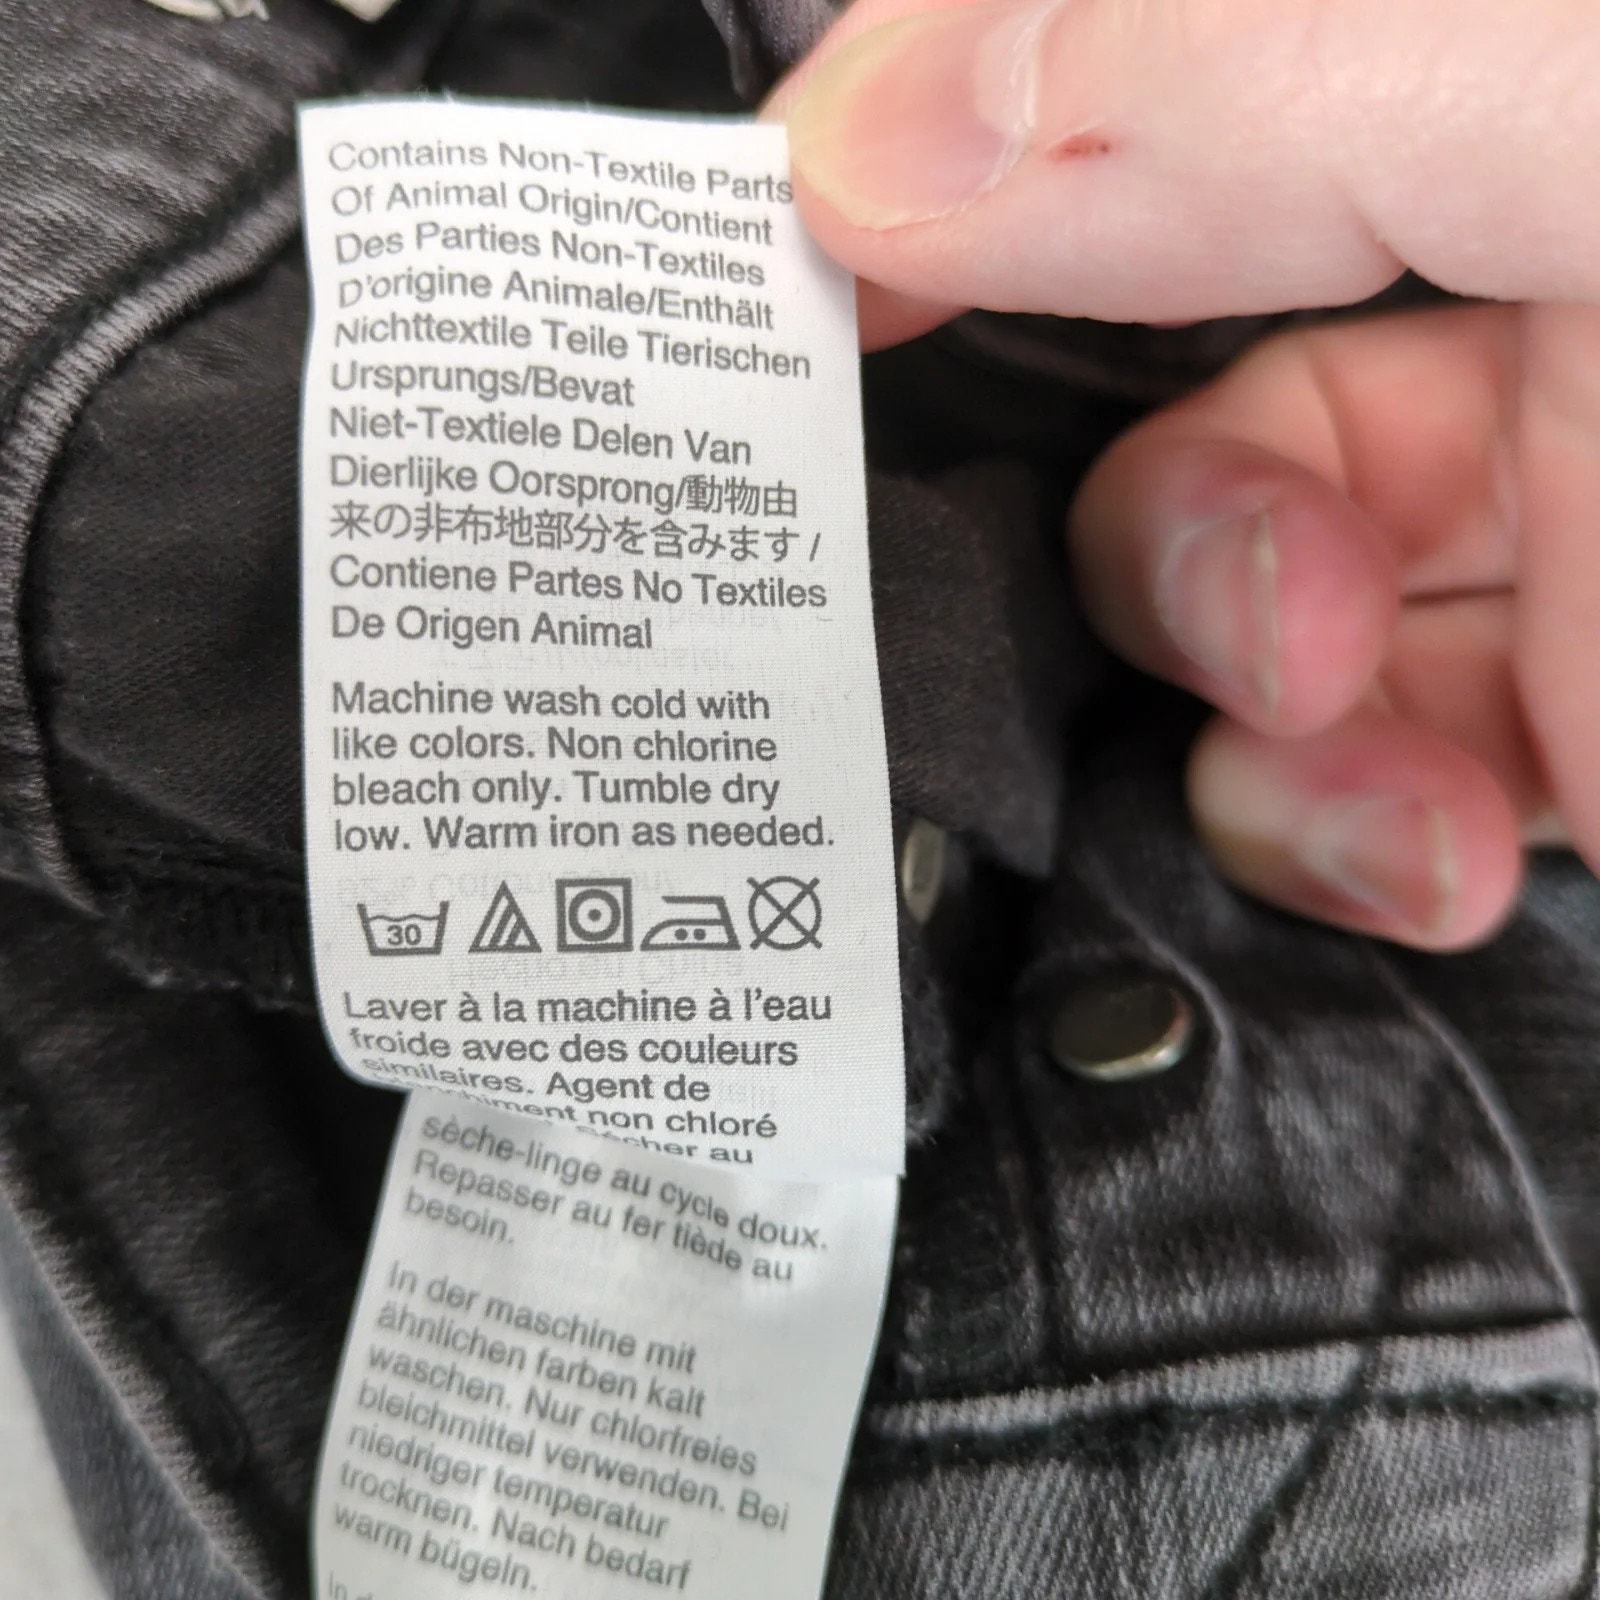 Contains Non-Textile Parts
Of Animal Origin/Contient
Des Parties Non-Textiles
D'origine Animale/Enthält
Nichttextile Teile Tierischen
Ursprungs/Bevat
Niet-Textiele Delen Van
Dierlijke Oorsprong/動物由
来の非布地部分を含みます /
Contiene Partes No Textiles
De Origen Animal
Machine wash cold with
like colors. Non chlorine
bleach only. Tumble dry
low. Warm iron as needed.
30
Laver à la machine à l'eau
froide avec des couleurs
similaires. Agent de
non chloré
au
sèche-linge au cycle doux.
Repasser au fer tiède au
besoin.
In der maschine mit
ähnlichen farben kalt
waschen. Nur chlorfreies
bleichmittel verwenden. Bei
niedriger temperatur
trocknen. Nach bedarf
warm bügeln.